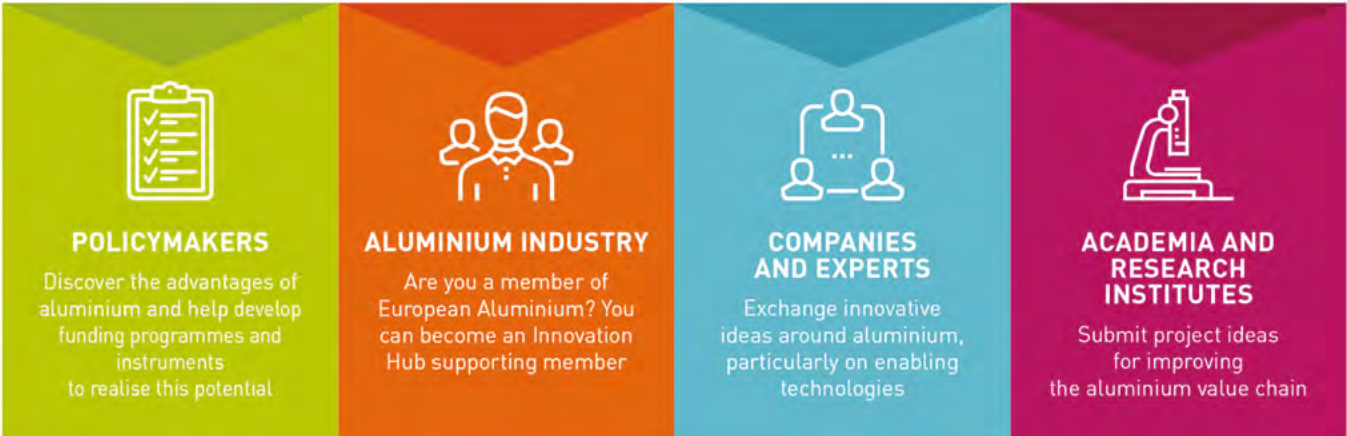 POLICYMAKERS
Discover the advantages of
aluminium and help develop
funding programmes and
instruments
to realise this potential
ALUMINIUM INDUSTRY
Are you a member of
European Aluminium? You
can become an Innovation
Hub supporting member
COMPANIES
AND EXPERTS
Exchange innovative
ideas around aluminium,
particularly on enabling
technologies
ACADEMIA AND
RESEARCH
INSTITUTES
Submit project ideas
for improving
the aluminium value chain